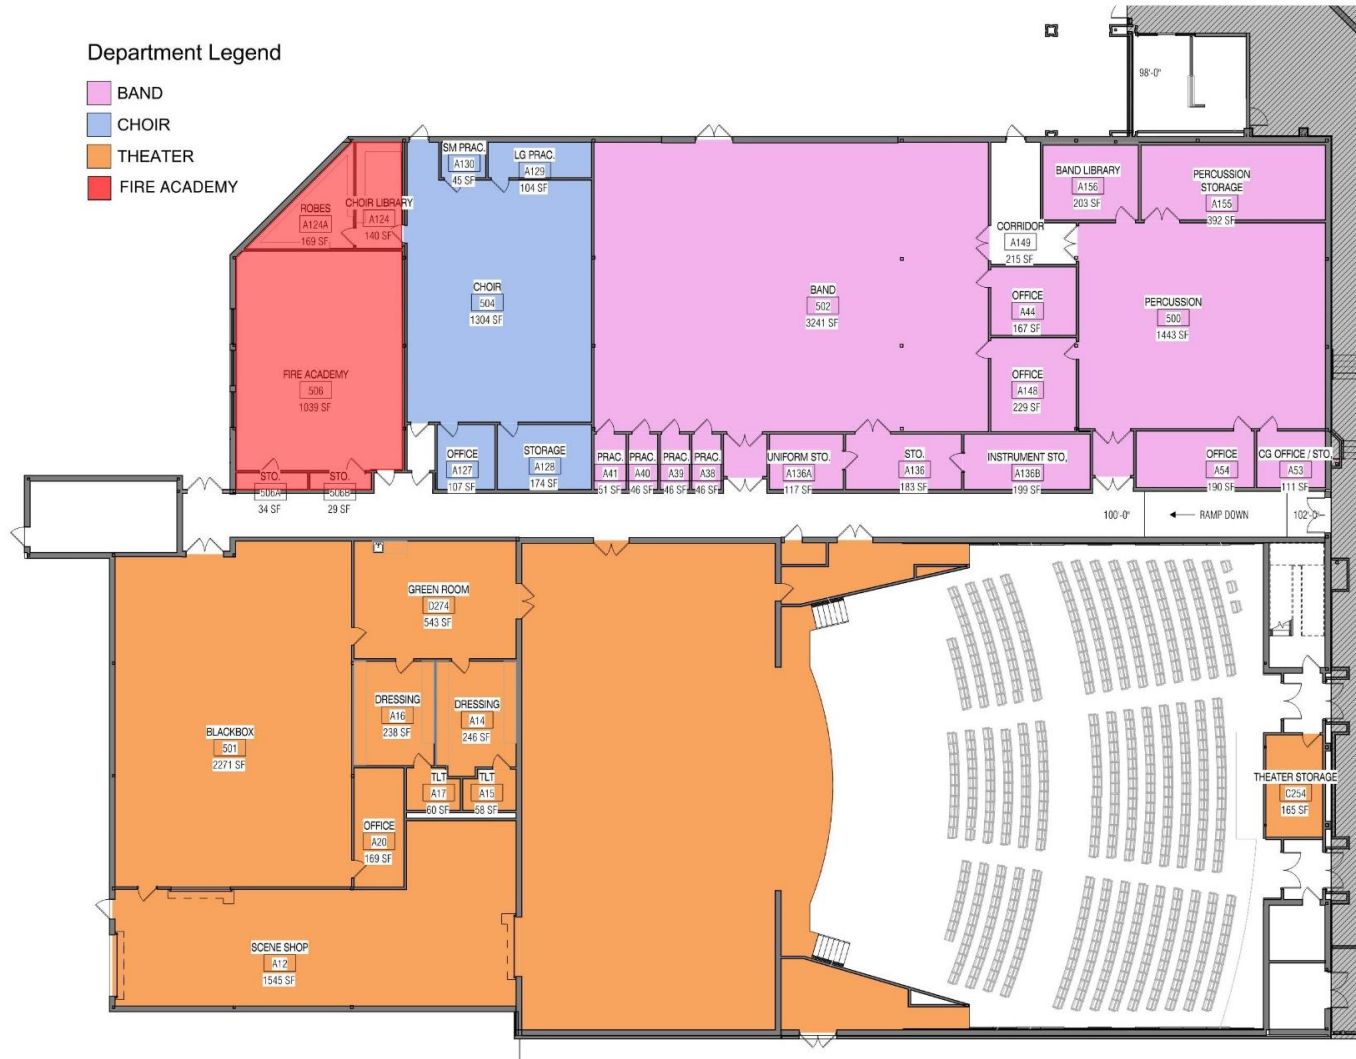 Department Legend
BAND
CHOIR
THEATER
FIRE ACADEMY
98'-0"
ROBES
A124A
169 SF
CHOIR LIBRARY
A124
140 SF
SM PRAC.
A130
45 SF
LG PRAC.
A129
104 SF
BAND LIBRARY
A156
203 SF
PERCUSSION
STORAGE
A155
392 SF
CORRIDOR
A149
215 SF
CHOIR
504
1304 SF
BAND
502
3241 SF
OFFICE
A44
167 SF
PERCUSSION
500
1443 SF
FIRE ACADEMY
506
1039 SF
OFFICE
A148
229 SF
OFFICE
A127
107 SF
STORAGE
A128
174 SF
PRAC.
A41
51 SF
PRAC.
A40
46 SF
PRAC.
A39
46 SF
PRAC.
A38
46 SF
UNIFORM STO.
A136A
117 SF
STO.
A136
183 SF
INSTRUMENT STO.
A136B
199 SF
OFFICE
A54
190 SF
CG OFFICE / STO.
A53
111 SF
STO.
506A
34 SF
STO.
506B
29 SF
100'-0"
RAMP DOWN
102'-0"
GREEN ROOM
D274
543 SF
DRESSING
A16
238 SF
DRESSING
A14
246 SF
BLACKBOX
501
2271 SF
TLT
A17
60 SF
TLT
A15
58 SF
THEATER STORAGE
C254
165 SF
OFFICE
A20
169 SF
SCENE SHOP
A12
1545 SF